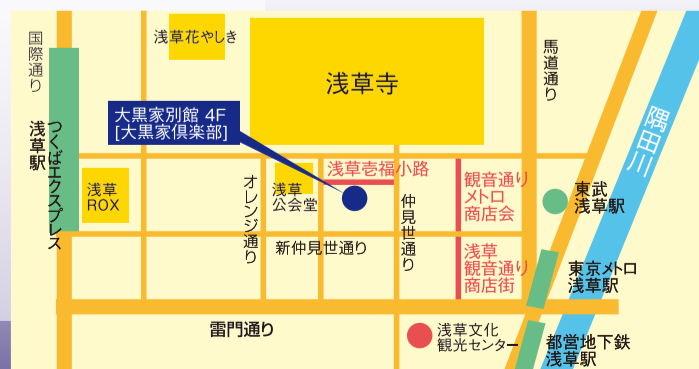 国際通り
浅草花やしき
浅草寺
馬道通り
隅田川
大黒家別館 4F
[大黒家倶楽部]
つくばエクスプレス
浅草駅
浅草
ROX
オレンジ通り
浅草
公会堂
浅草壱福小路
仲見世通り
観音通り
メトロ
商店会
東武
浅草駅
新仲見世通り
浅草
観音通り
商店街
東京メトロ
浅草駅
雷門通り
浅草文化
観光センター
都営地下鉄
浅草駅